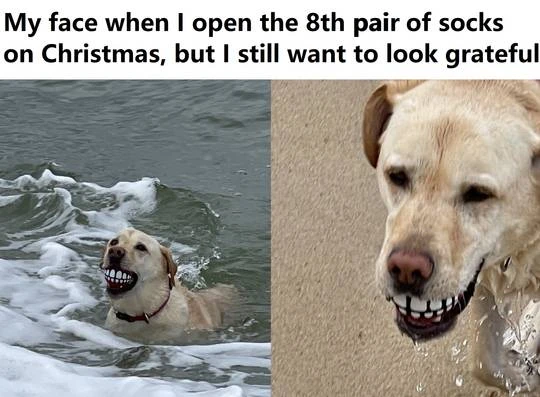 My face when I open the 8th pair of socks
on Christmas, but I still want to look grateful